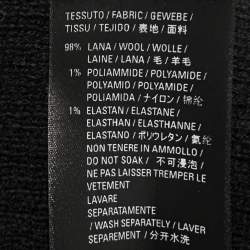 TESSUTO / FABRIC / GEWEBE /
TISSU / TEJIDO / 表地 / 面料
98% LANA / WOOL / WOLLE /
LAINE / LANA / 毛 / 羊毛
1% POLIAMMIDE / POLYAMIDE /
POLYAMID / POLYAMIDE /
POLIAMIDA / ナイロン / 锦纶
1% ELASTAN / ELASTANE /
ELASTHAN / ELASTHANNE /
ELASTANO / ポリウレタン / 氨纶
NON TENERE IN AMMOLLO /
DO NOT SOAK / 不可浸泡 /
NE PAS LAISSER TREMPER LE
VETEMENT
LAVARE
SEPARATAMENTE
/ WASH SEPARATELY / LAVER
SEPAREMENT / 分开水洗